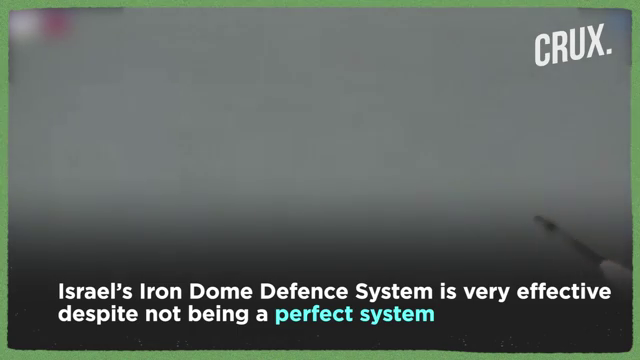 CRUX.
Israel's Iron Dome Defence System is very effective
despite not being a perfect system